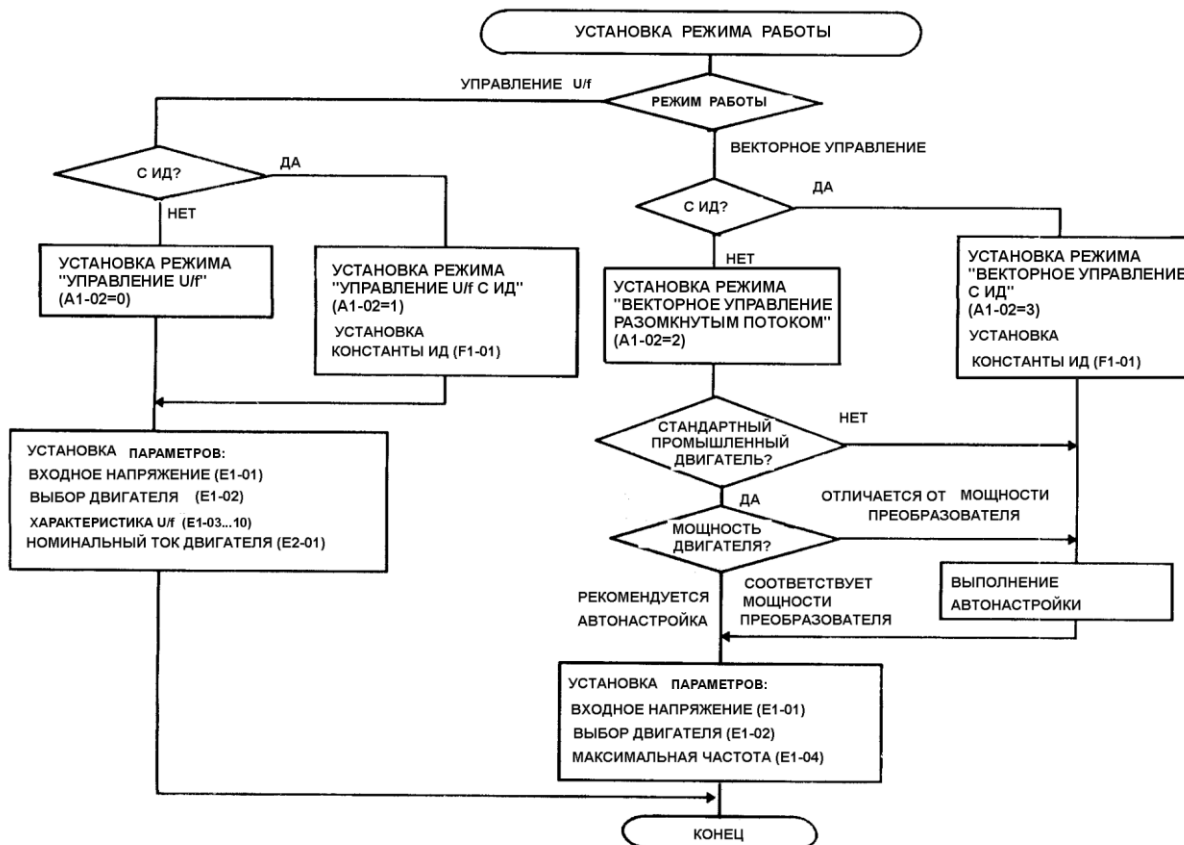 УСТАНОВКА РЕЖИМА РАБОТЫ
УПРАВЛЕНИЕ U/f
РЕЖИМ РАБОТЫ
ВЕКТОРНОЕ УПРАВЛЕНИЕ
С ИД?
ДА
НЕТ
УСТАНОВКА РЕЖИМА
"УПРАВЛЕНИЕ U/f"
(A1-02=0)
УСТАНОВКА РЕЖИМА
"УПРАВЛЕНИЕ U/f С ИД"
(A1-02=1)
УСТАНОВКА
КОНСТАНТЫ ИД (F1-01)
С ИД?
ДА
НЕТ
УСТАНОВКА РЕЖИМА
"ВЕКТОРНОЕ УПРАВЛЕНИЕ
РАЗОМКНУТЫМ ПОТОКОМ"
(A1-02=2)
УСТАНОВКА РЕЖИМА
"ВЕКТОРНОЕ УПРАВЛЕНИЕ
С ИД"
(A1-02=3)
УСТАНОВКА
КОНСТАНТЫ ИД (F1-01)
УСТАНОВКА ПАРАМЕТРОВ:
ВХОДНОЕ НАПРЯЖЕНИЕ (E1-01)
ВЫБОР ДВИГАТЕЛЯ (E1-02)
ХАРАКТЕРИСТИКА U/f (E1-03...10)
НОМИНАЛЬНЫЙ ТОК ДВИГАТЕЛЯ (E2-01)
СТАНДАРТНЫЙ
ПРОМЫШЛЕННЫЙ
ДВИГАТЕЛЬ?
НЕТ
ДА
МОЩНОСТЬ
ДВИГАТЕЛЯ?
ОТЛИЧАЕТСЯ ОТ МОЩНОСТИ
ПРЕОБРАЗОВАТЕЛЯ
ВЫПОЛНЕНИЕ
АВТОНАСТРОЙКИ
РЕКОМЕНДУЕТСЯ
АВТОНАСТРОЙКА
СООТВЕТСТВУЕТ
МОЩНОСТИ
ПРЕОБРАЗОВАТЕЛЯ
УСТАНОВКА ПАРАМЕТРОВ:
ВХОДНОЕ НАПРЯЖЕНИЕ (E1-01)
ВЫБОР ДВИГАТЕЛЯ (E1-02)
МАКСИМАЛЬНАЯ ЧАСТОТА (E1-04)
КОНЕЦ